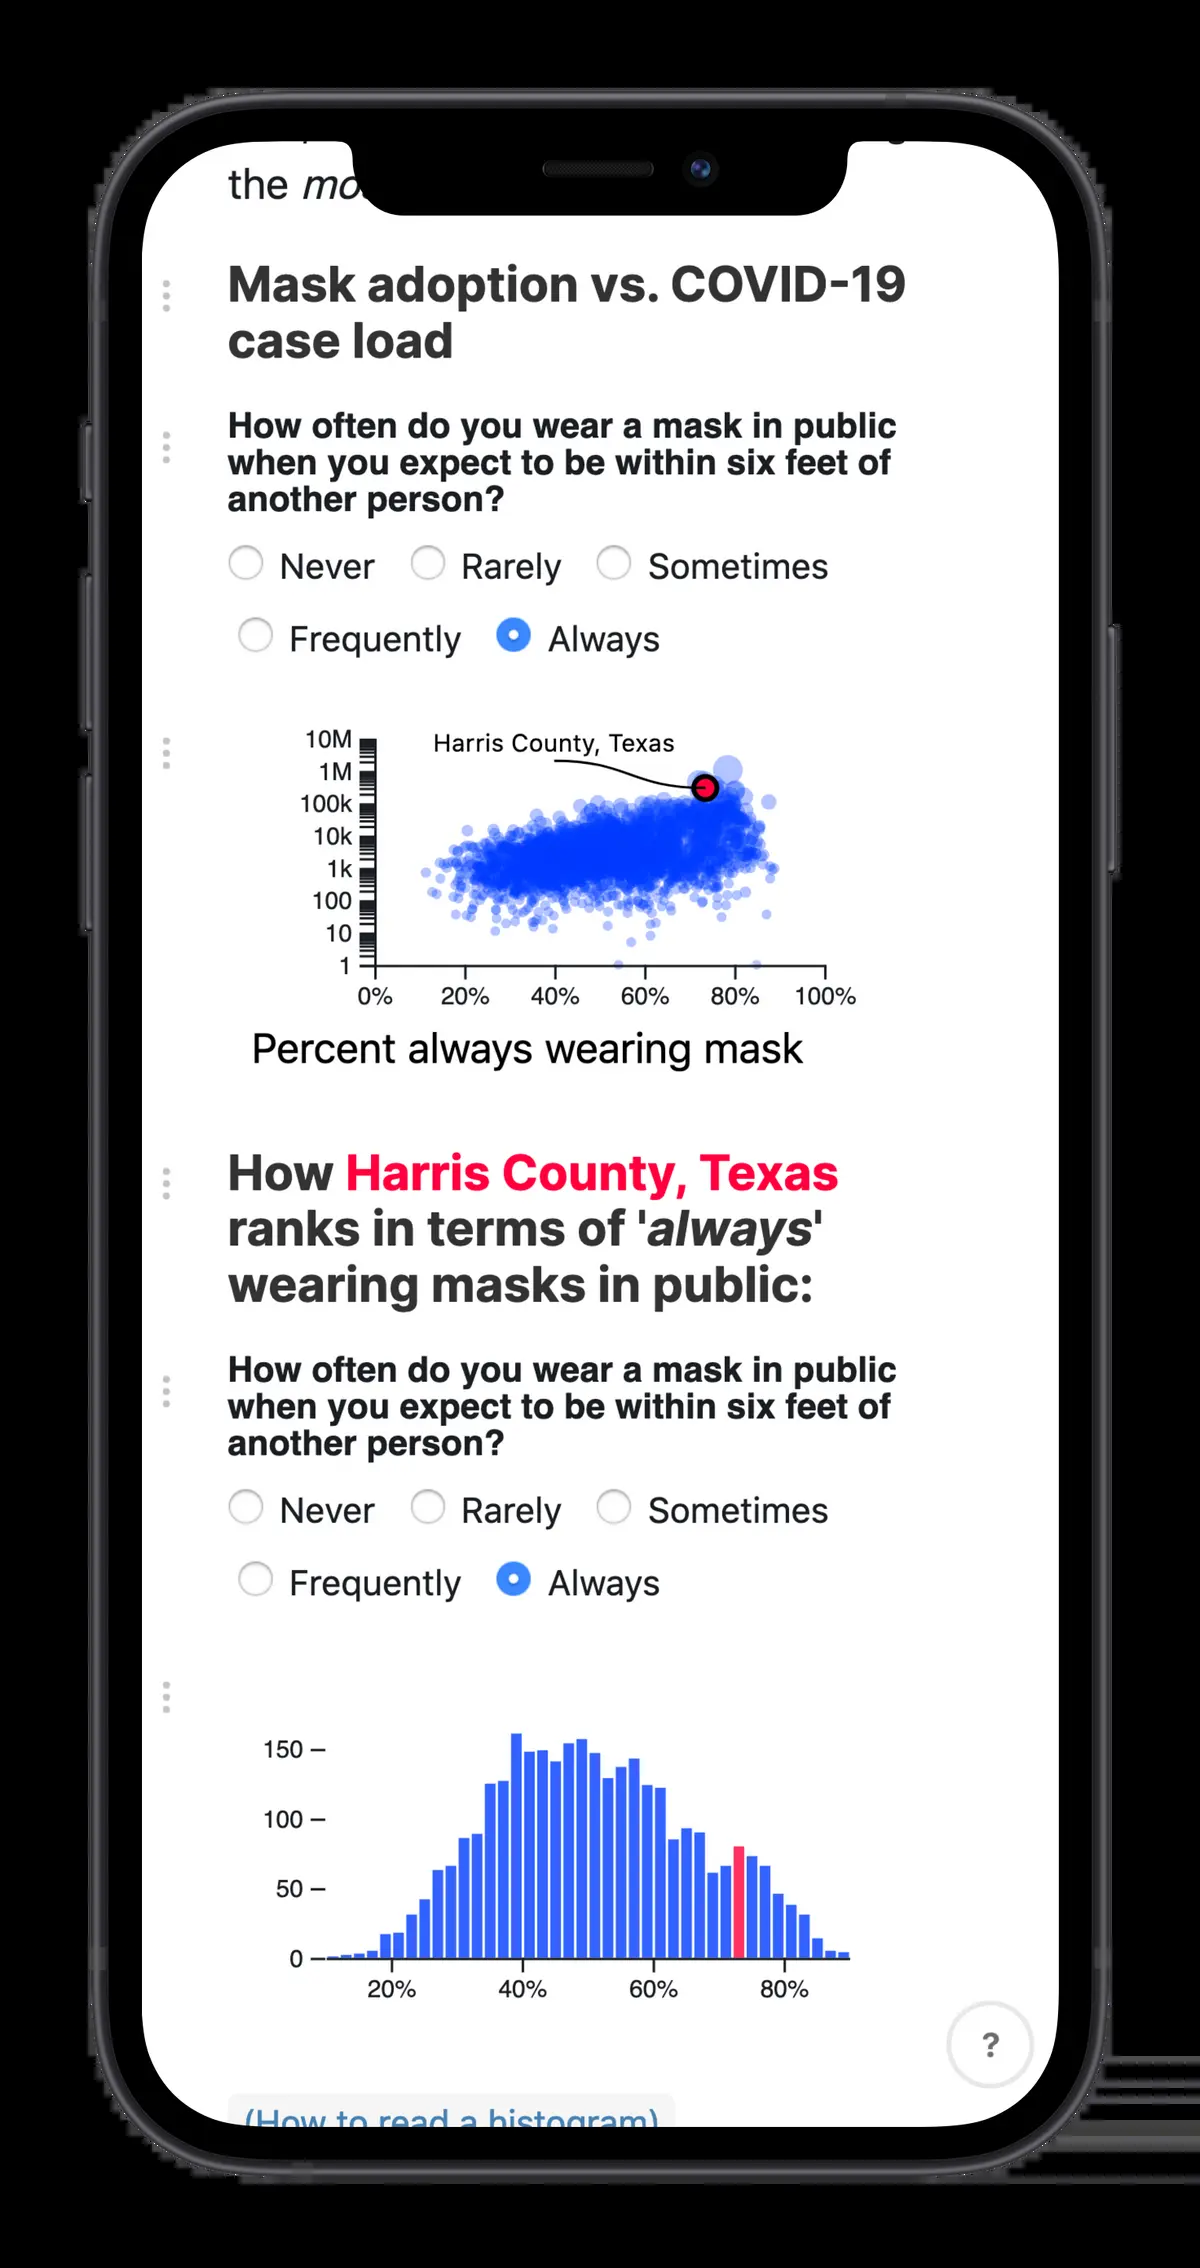 the
Mask adoption vs. COVID-19
case load
How often do you wear a mask in public
when you expect to be within six feet of
another person?
Never Rarely Sometimes
Frequently Always
Harris County, Texas
10M
1M
100k
10k
1k
100
10
1
0% 20% 40% 60% 80% 100%
Percent always wearing mask
How Harris County, Texas
ranks in terms of 'always'
wearing masks in public:
How often do you wear a mask in public
when you expect to be within six feet of
another person?
Never Rarely Sometimes
Frequently Always
150
100
50
0
20% 40% 60% 80%
?
(How to read a histogram)